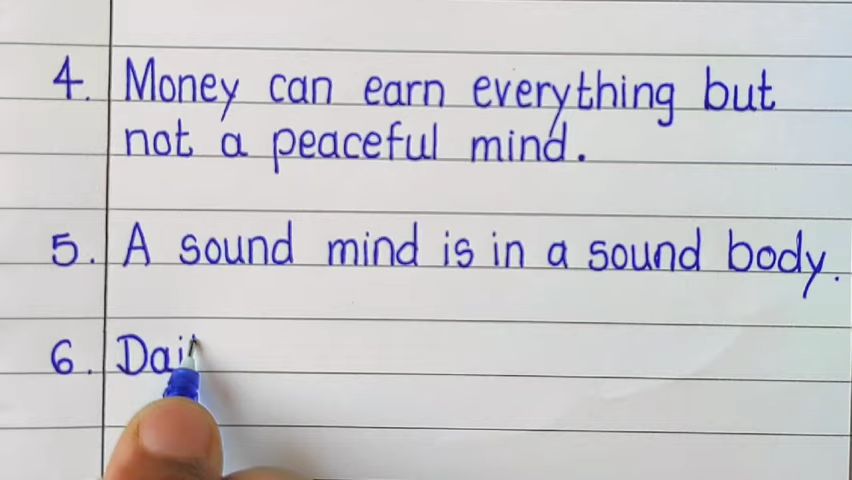 4. Money can earn everything but
not a peaceful mind.
5. A sound mind is in a sound body.
6. Dai